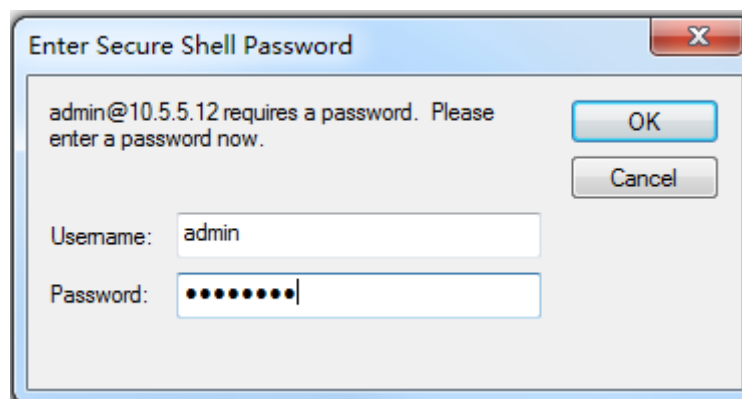 Enter Secure Shell Password
admin@10.5.5.12 requires a password. Please
enter a password now.
OK
Cancel
Username:
admin
Password:
●●●●●●●●